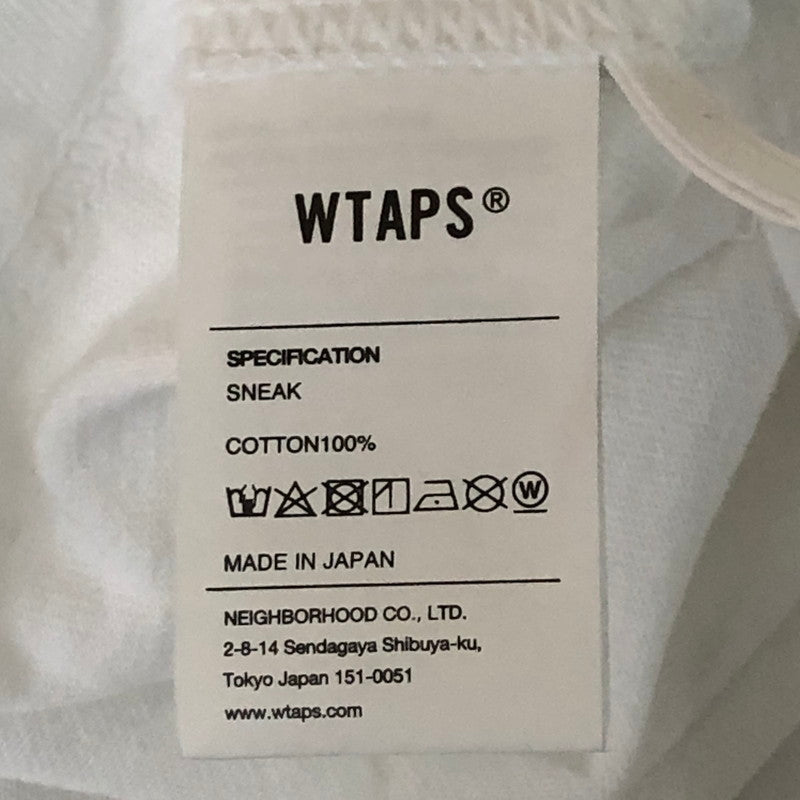 WTAPS®
SPECIFICATION
SNEAK
COTTON100%
W
MADE IN JAPAN
NEIGHBORHOOD CO., LTD.
2-8-14 Sendagaya Shibuya-ku,
Tokyo Japan 151-0051
www.wtaps.com